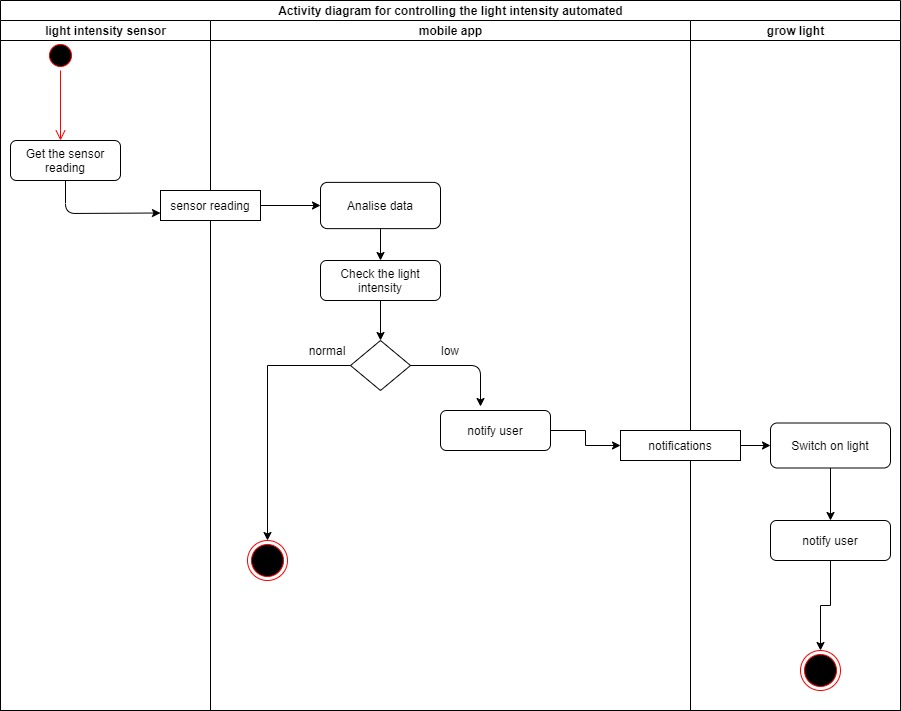 Activity diagram for controlling the light intensity automated
light intensity sensor
mobile app
grow light
Get the sensor
reading
sensor reading
Analise data
Check the light
intensity
normal
low
notify user
notifications
Switch on light
notify user